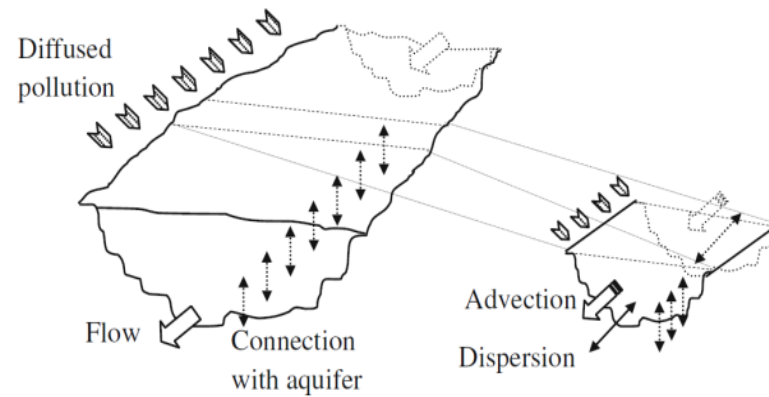 Diffused
pollution
Flow
Connection
with aquifer
Advection
Dispersion